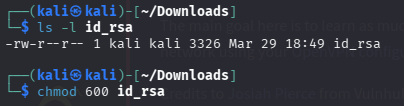 ┌──(kali㉿kali)-[~/Downloads]
└─$ ls -l id_rsa
-rw-r--r-- 1 kali kali 3326 Mar 29 18:49 id_rsa
┌──(kali㉿kali)-[~/Downloads]
└─$ chmod 600 id_rsa